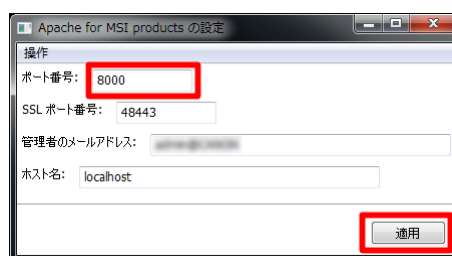 Apache for MSI products の設定
操作
ポート番号: 8000
SSL ポート番号: 48443
管理者のメールアドレス:
ホスト名: localhost
適用